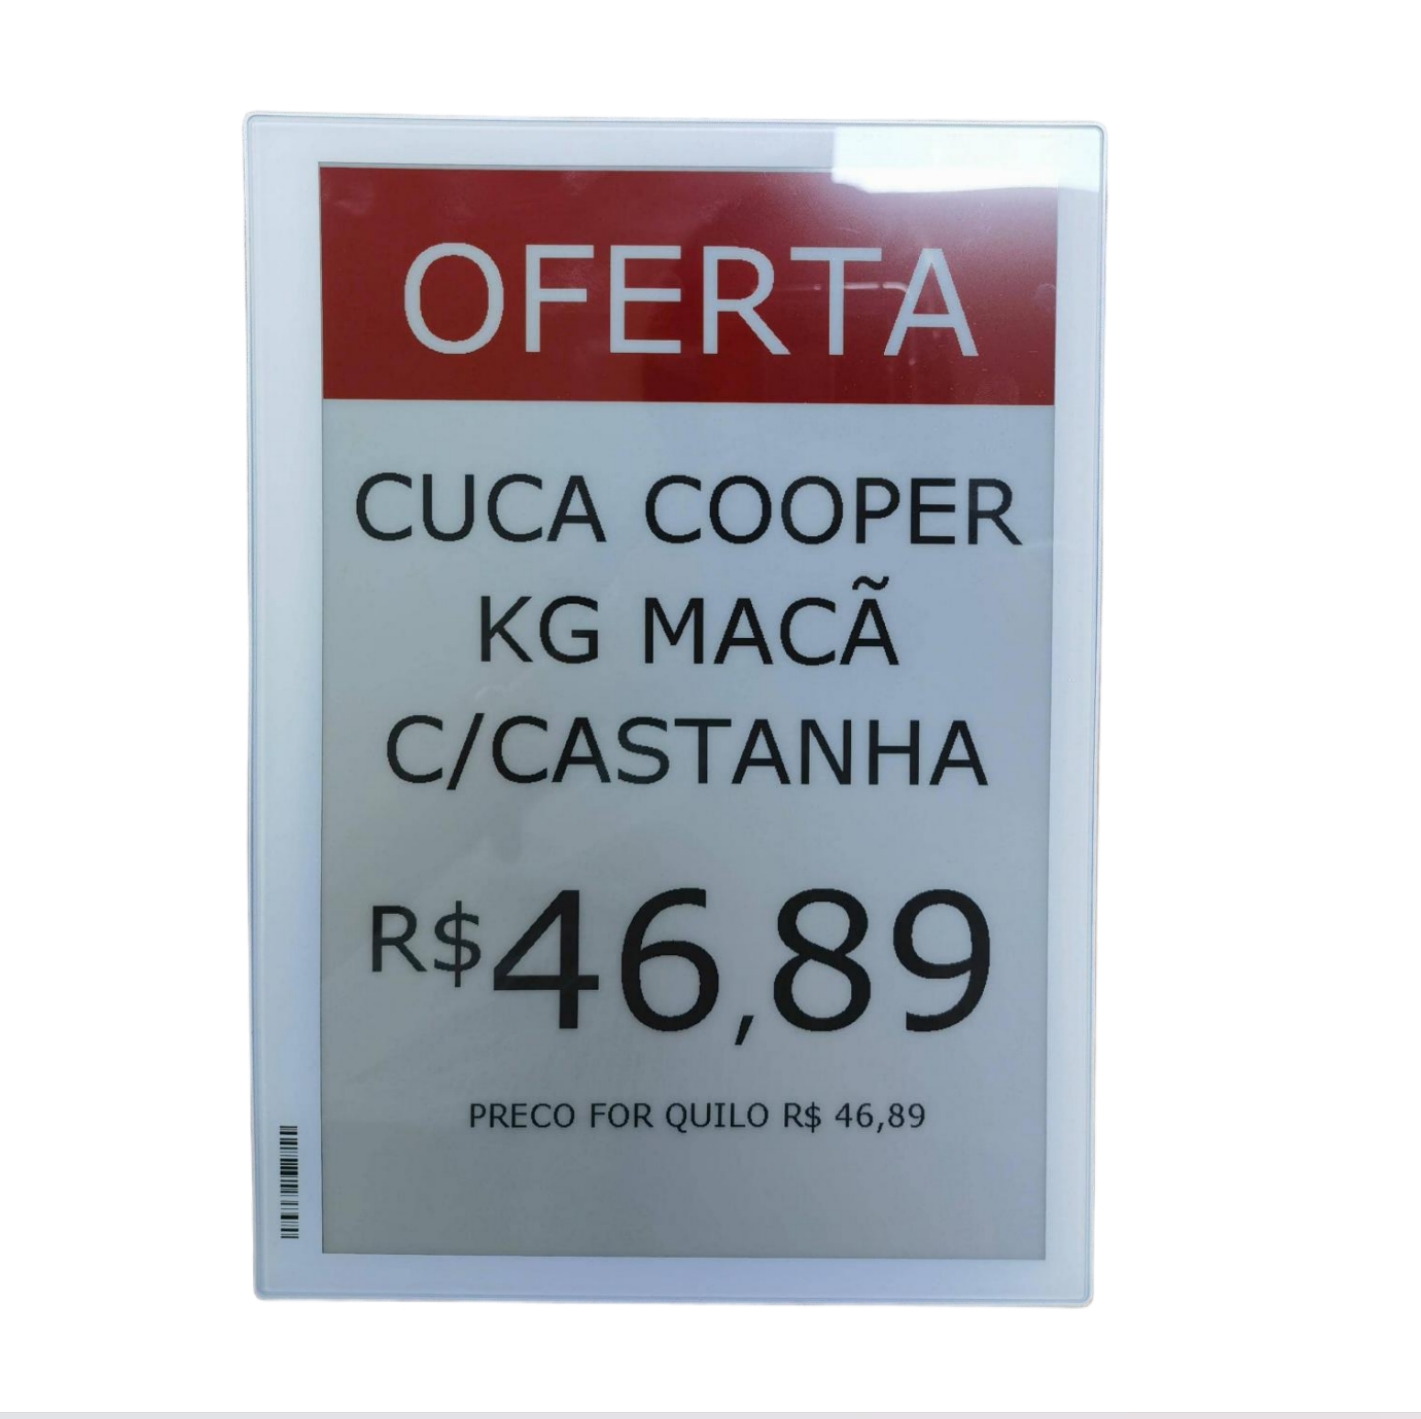 OFERTA
CUCA COOPER
KG MACÃ
C/CASTANHA
R$46,89
PRECO FOR QUILO R$ 46,89